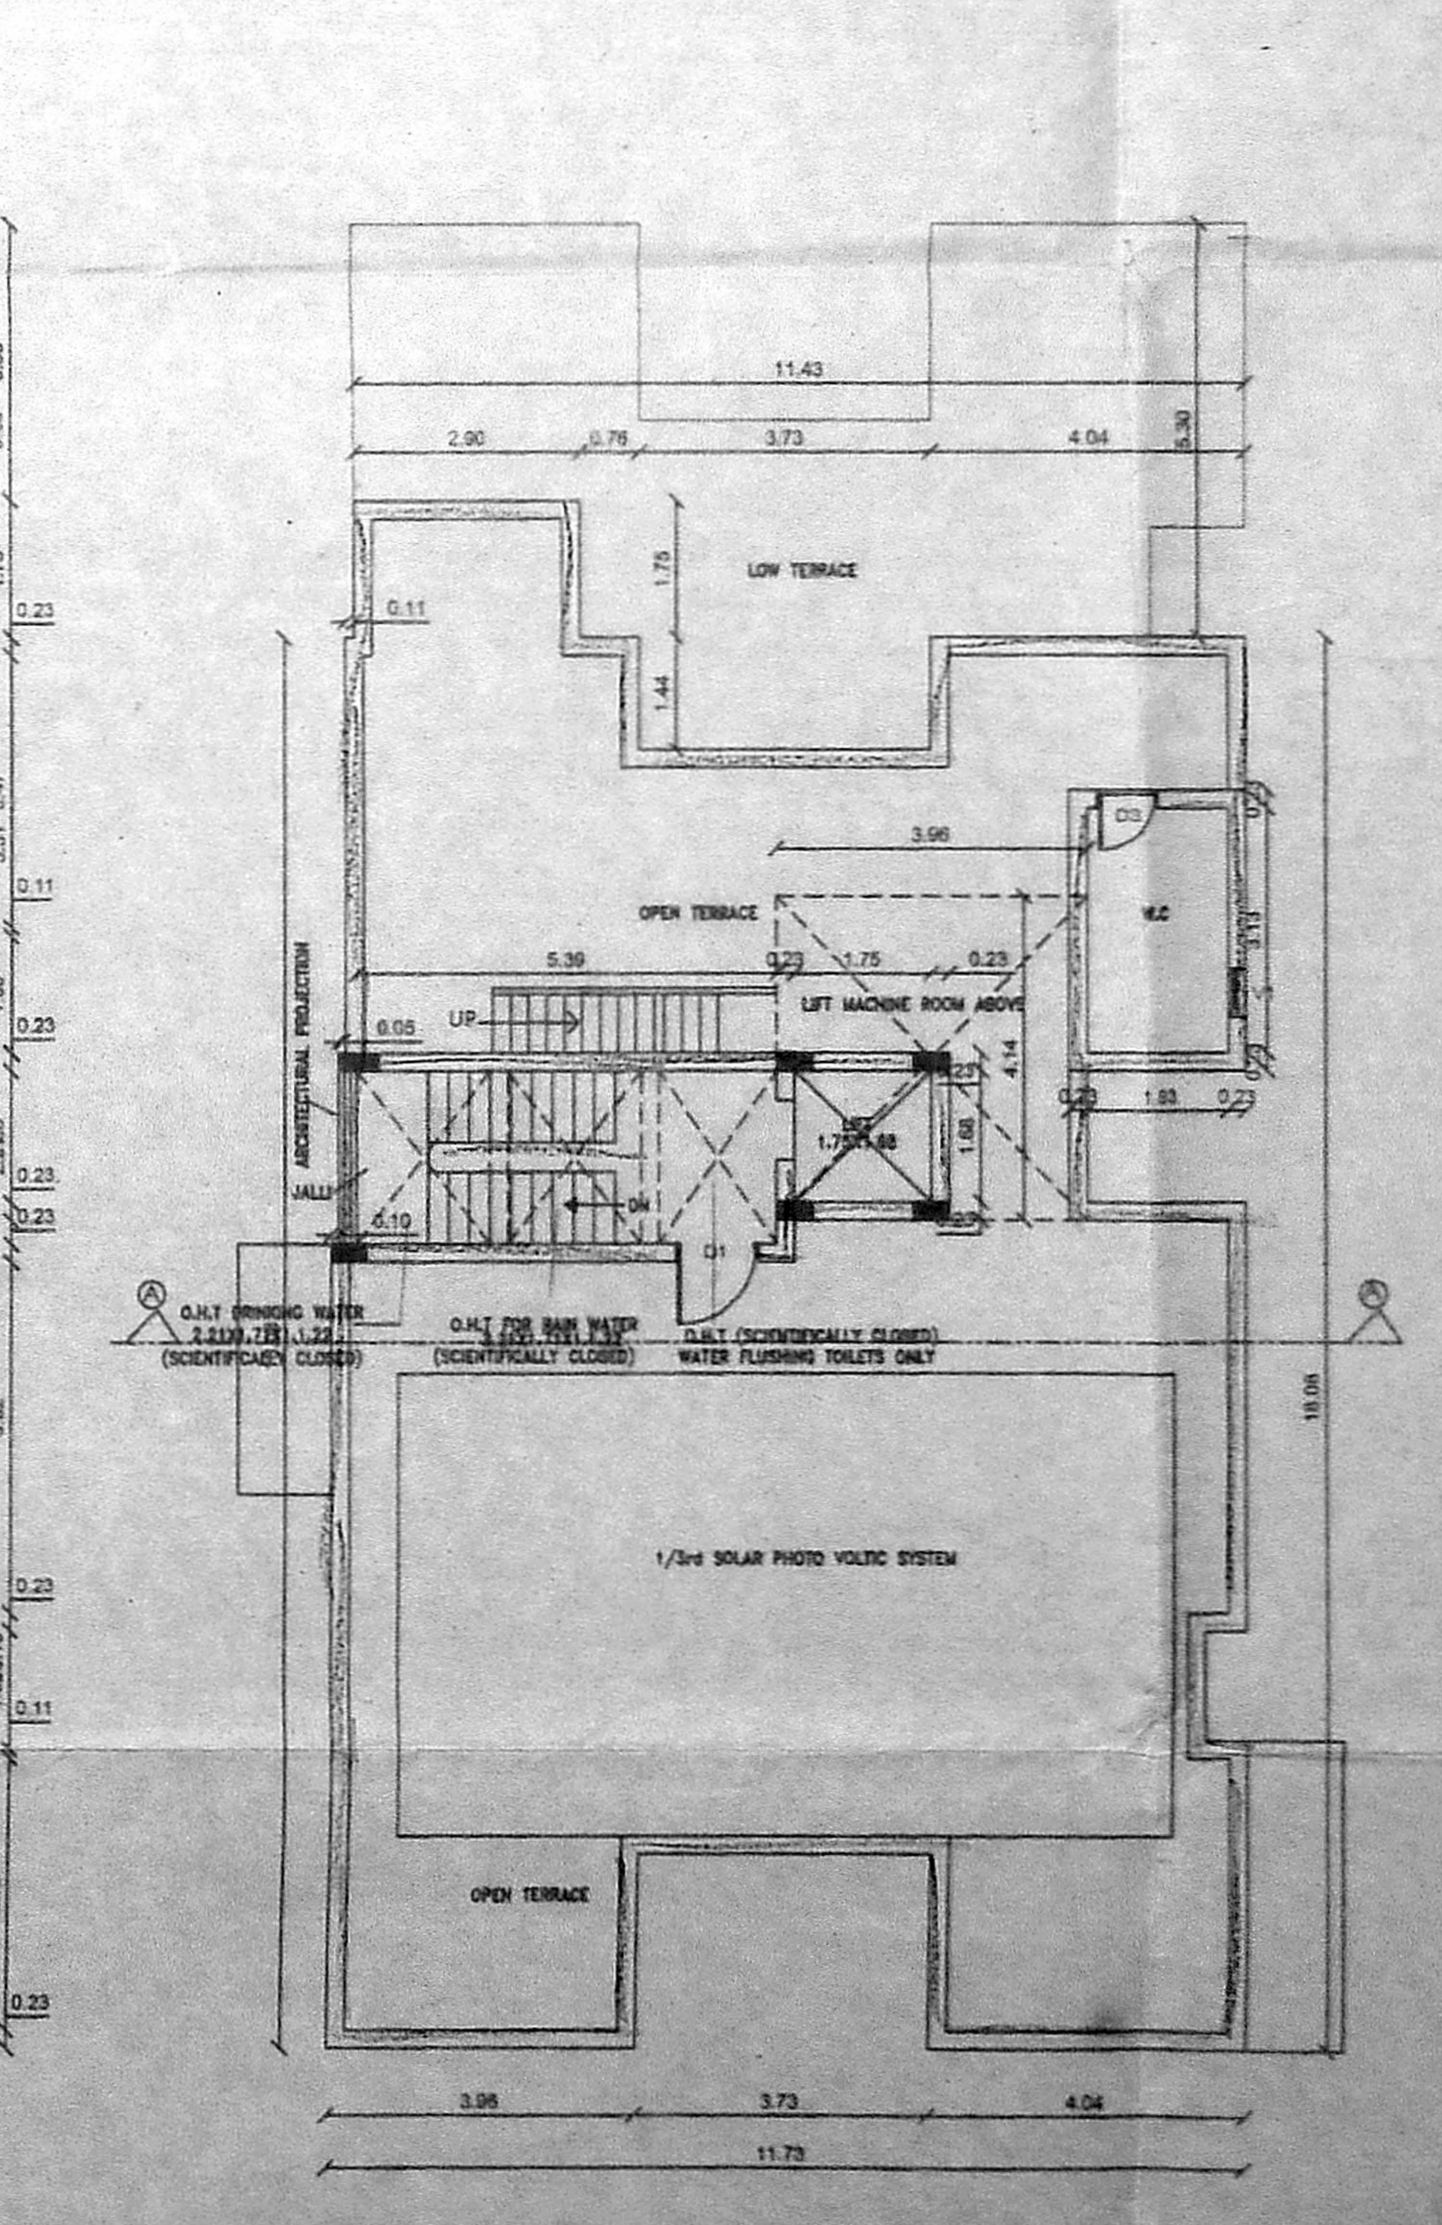 11.43
2.90 0.76 3.73 4.04
5.30
1.75
LOW TERRACE
0.23
0.11
1.44
D3
3.96
0.11
OPEN TERRACE
W.C
3.13
5.39 0.23 1.75 0.23
LIFT MACHINE ROOM ABOVE
UP
0.05
0.23
ARCHITECTURAL PROJECTION
4.14
0.23 1.93 0.23
1.68
JALLI
0.23
0.23
DN
0.10
D1
A
A
O.H.T DRINKING WATER
(SCIENTIFICALLY CLOSED)
O.H.T FOR RAIN WATER
(SCIENTIFICALLY CLOSED)
O.H.T (SCIENTIFICALLY CLOSED)
WATER FLUSHING TOILETS ONLY
18.08
1/3rd SOLAR PHOTO VOLTIC SYSTEM
0.23
0.11
OPEN TERRACE
0.23
3.96 3.73 4.04
11.73